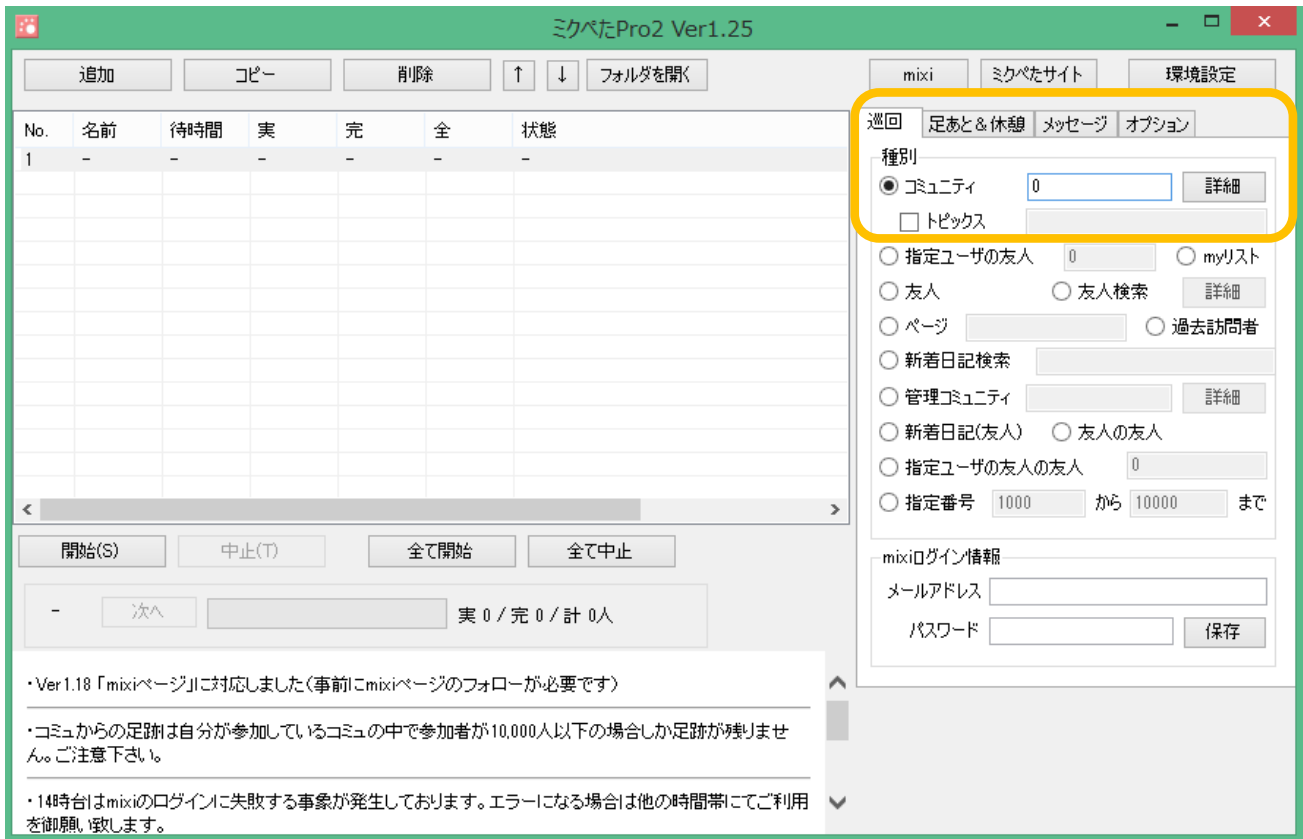 ミクぺたPro2 Ver1.25
追加 コピー 削除 ↑ ↓ フォルダを開く mixi ミクぺたサイト 環境設定
No. 名前 待時間 実 完 全 状態
1 - - - - - -
巡回 足あと&休憩 メッセージ オプション
種別
コミュニティ 0 詳細
トピックス
指定ユーザの友人 0 myリスト
友人 友人検索 詳細
ページ 過去訪問者
新着日記検索
管理コミュニティ 詳細
新着日記(友人) 友人の友人
指定ユーザの友人の友人 0
指定番号 1000 から 10000 まで
開始(S) 中止(T) 全て開始 全て中止
- 次へ 実 0 / 完 0 / 計 0人
mixiログイン情報
メールアドレス
パスワード 保存
・Ver1.18 「mixiページ」に対応しました(事前にmixiページのフォローが必要です)
・コミュからの足跡は自分が参加しているコミュの中で参加者が10,000人以下の場合しか足跡が残りませ
ん。ご注意下さい。
・14時台はmixiのログインに失敗する事象が発生しております。エラーになる場合は他の時間帯にてご利用
を御願い致します。